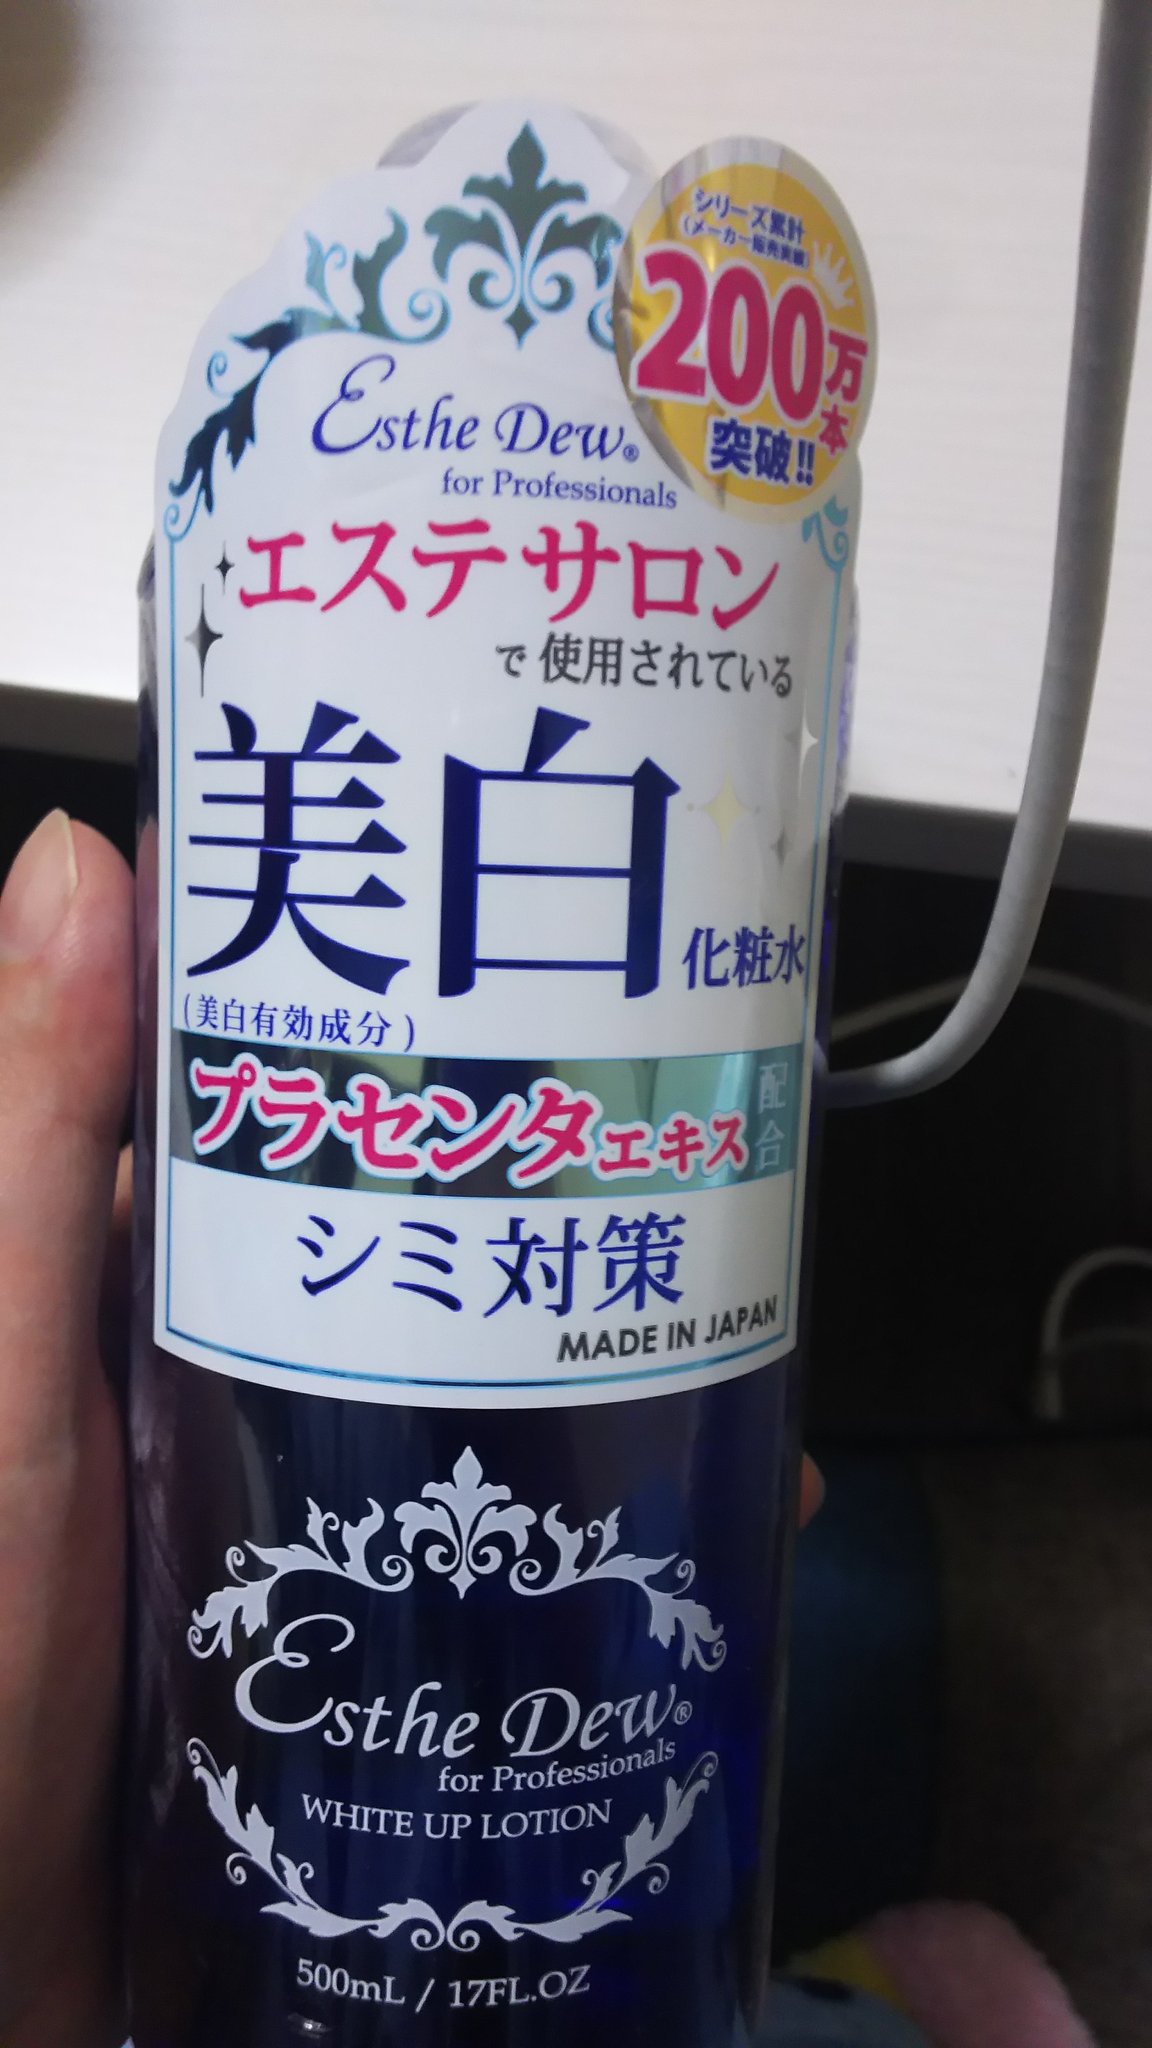 シリーズ累計
(メーカー販売実績)
200万本
突破!!
Esthe Dew®
for Professionals
エステサロン
で使用されている
美白化粧水
(美白有効成分)
プラセンタエキス配合
シミ対策
MADE IN JAPAN
Esthe Dew®
for Professionals
WHITE UP LOTION
500mL / 17FL.OZ